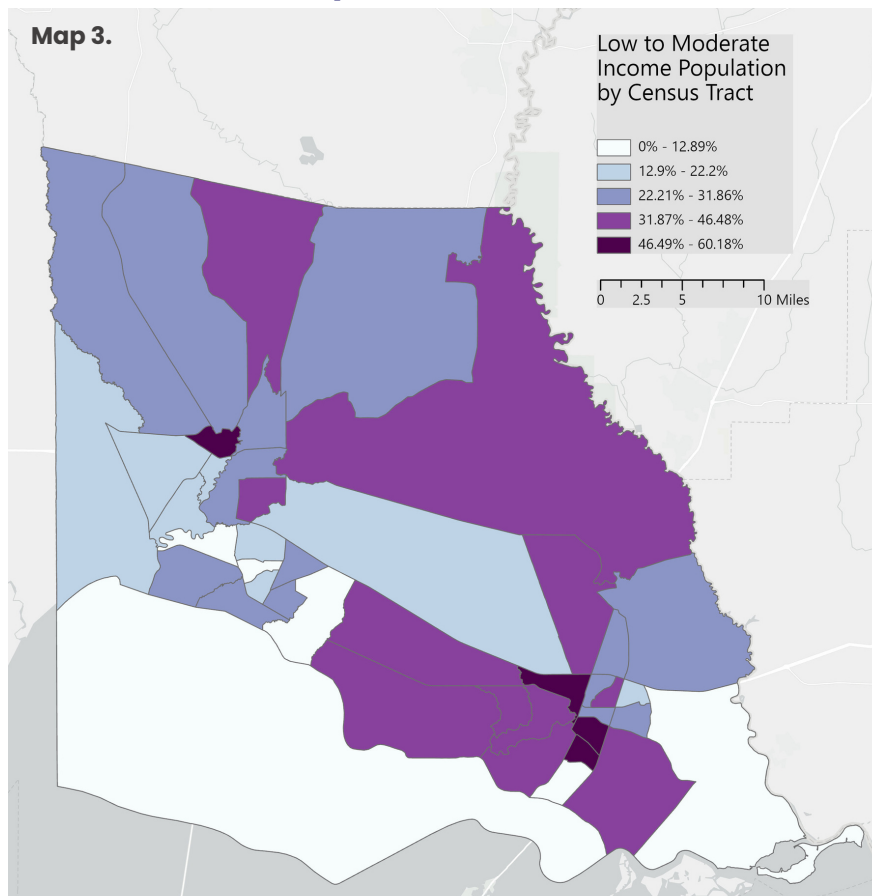 Map 3.
Low to Moderate
Income Population
by Census Tract
0% - 12.89%
12.9% - 22.2%
22.21% - 31.86%
31.87% - 46.48%
46.49% - 60.18%
0 2.5 5 10 Miles